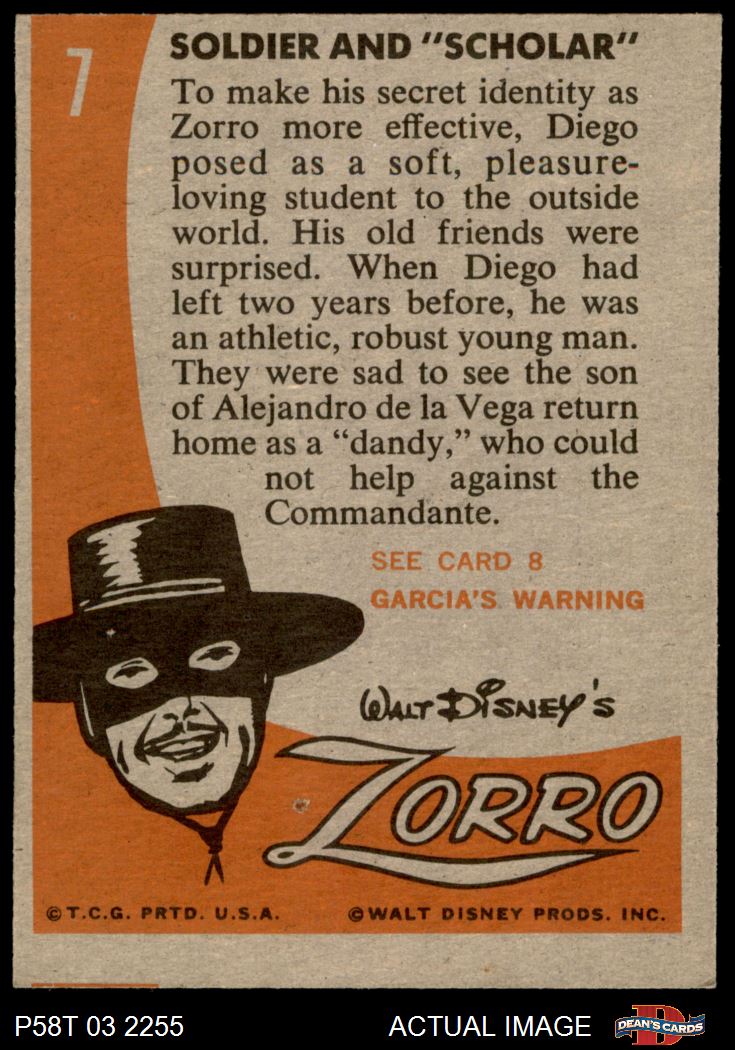 7
SOLDIER AND "SCHOLAR"
To make his secret identity as
Zorro more effective, Diego
posed as a soft, pleasure-
loving student to the outside
world. His old friends were
surprised. When Diego had
left two years before, he was
an athletic, robust young man.
They were sad to see the son
of Alejandro de la Vega return
home as a “dandy,” who could
not help against the
Commandante.
SEE CARD 8
GARCIA'S WARNING
WALT DISNEY'S
ZORRO
©T.C.G. PRTD. U.S.A. ©WALT DISNEY PRODS. INC.
P58T 03 2255 ACTUAL IMAGE D DEAN'S CARDS